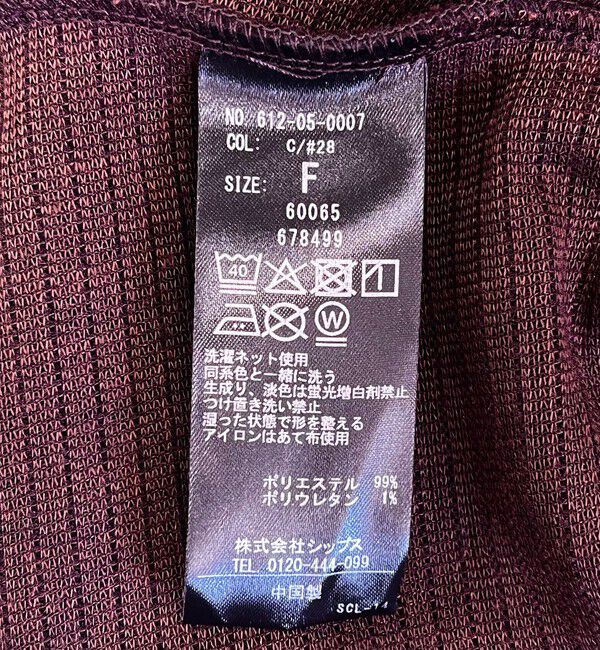 NO. 612-05-0007
COL: C/#28
SIZE: F
60065
678499
40
W
洗濯ネット使用
同系色と一緒に洗う
生成り、淡色は蛍光増白剤禁止
つけ置き洗い禁止
湿った状態で形を整える
アイロンはあて布使用
ポリエステル 99%
ポリウレタン 1%
株式会社シップス
TEL 0120-444-099
中国製
SCL-14